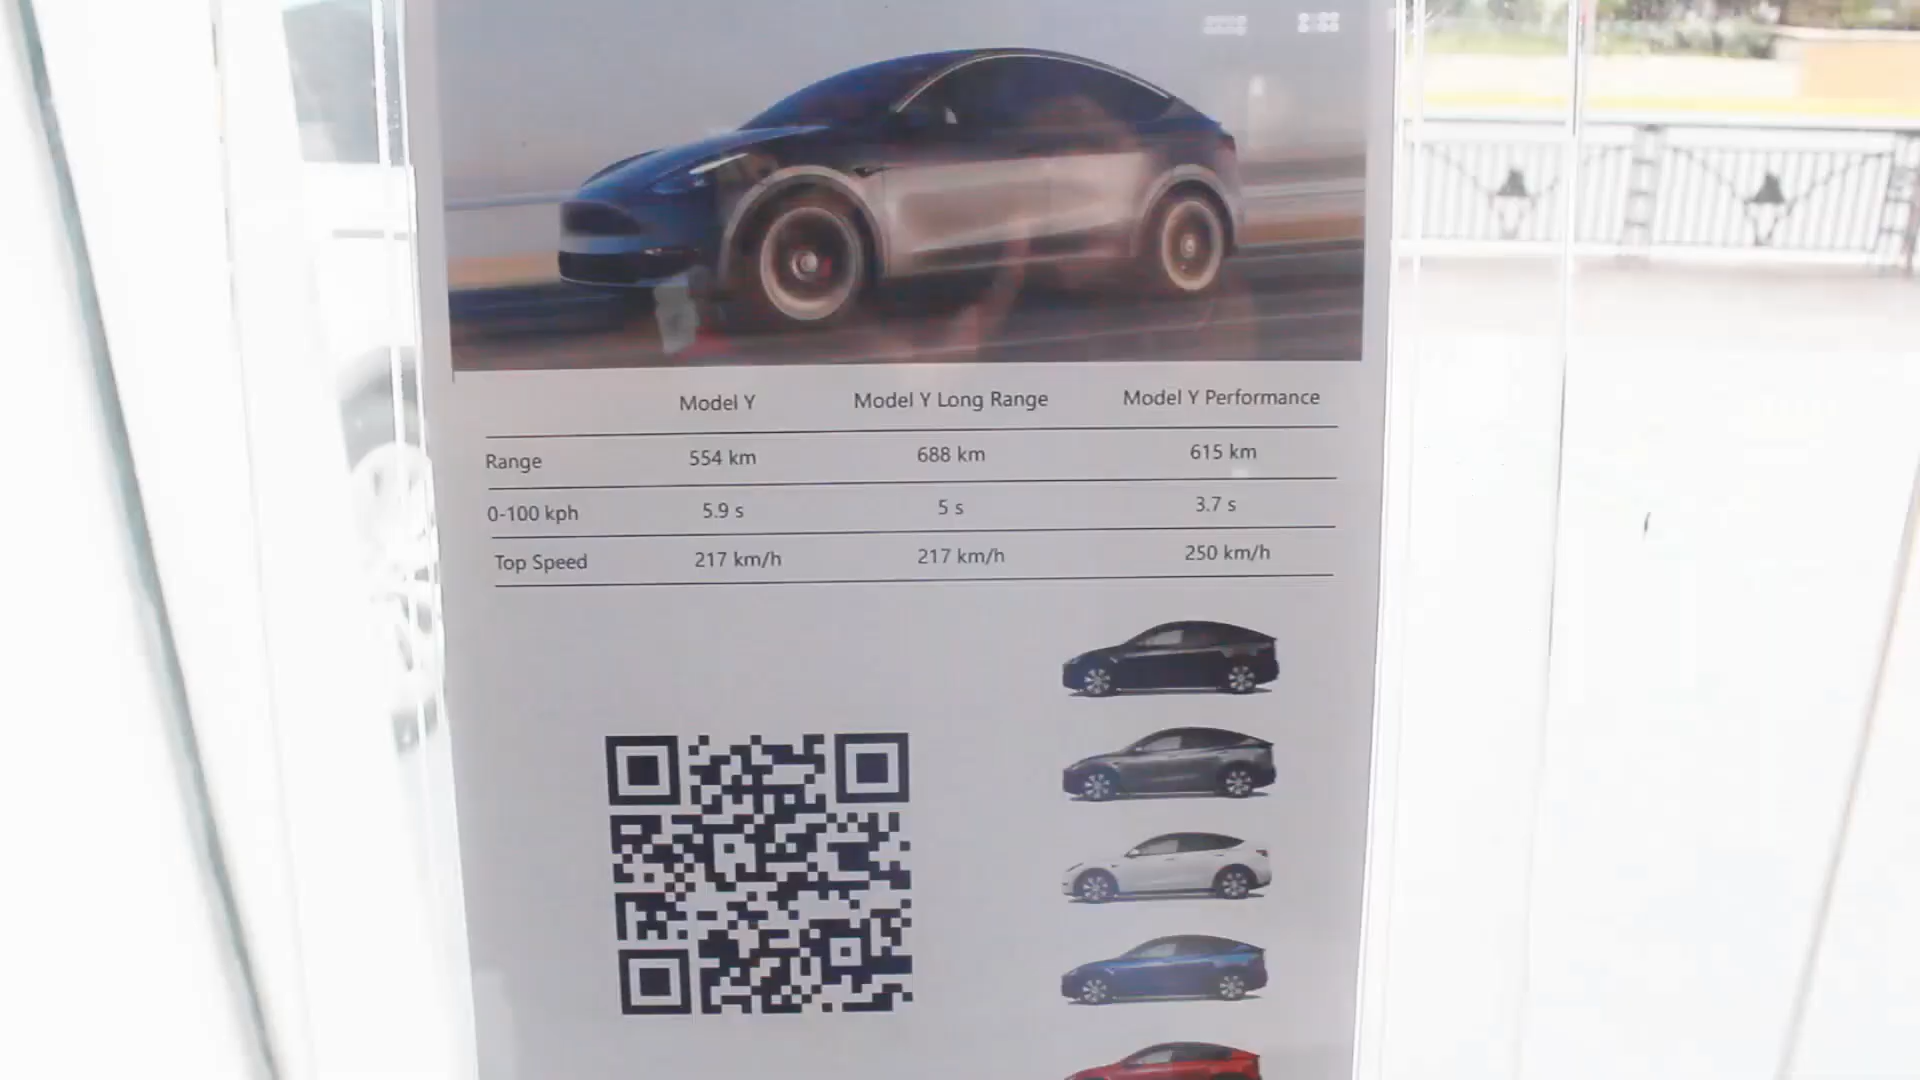 Model Y Model Y Long Range Model Y Performance
Range 554 km 688 km 615 km
0-100 kph 5.9 s 5 s 3.7 s
Top Speed 217 km/h 217 km/h 250 km/h